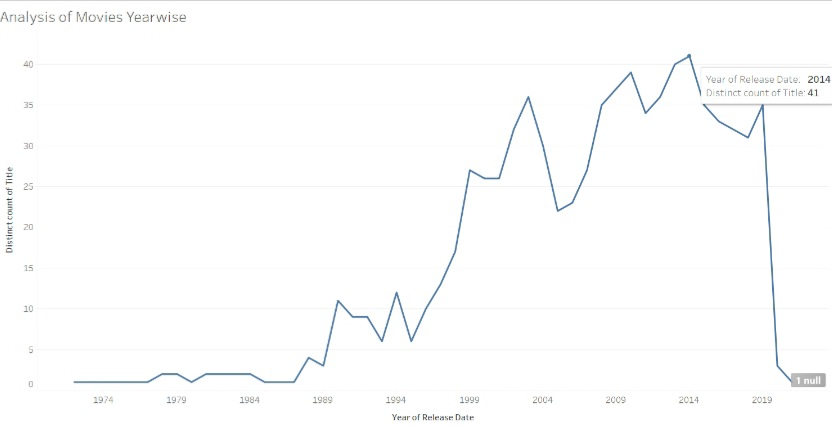 Analysis of Movies Yearwise
40
Year of Release Date: 2014
Distinct count of Title: 41
35
30
25
20
15
10
5
0
Distinct count of Title
1 null
1974 1979 1984 1989 1994 1999 2004 2009 2014 2019
Year of Release Date